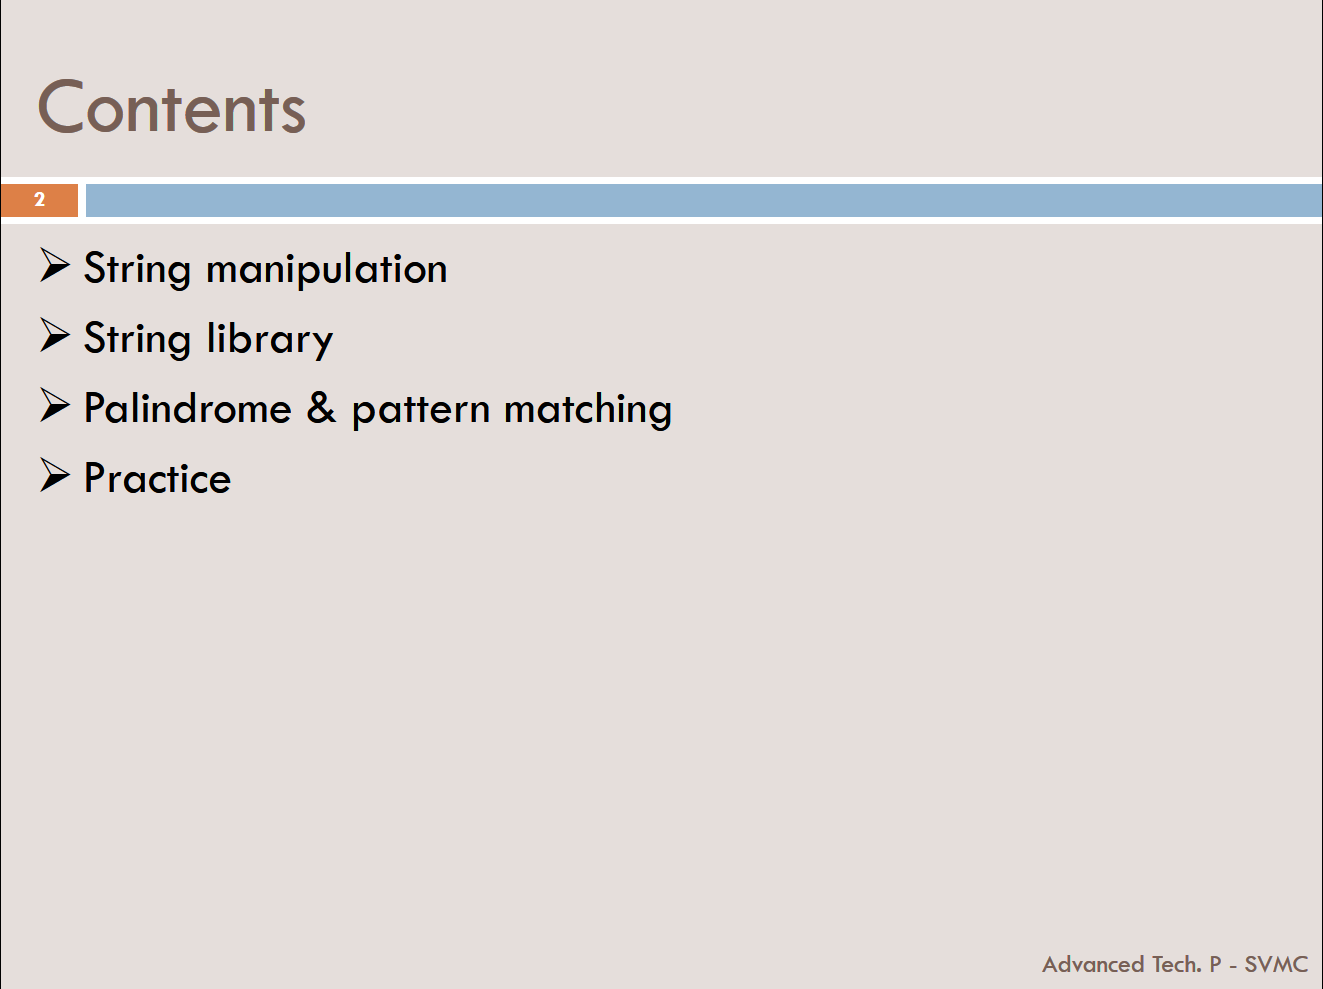 Contents
2
➢ String manipulation
➢ String library
➢ Palindrome & pattern matching
➢ Practice
Advanced Tech. P - SVMC